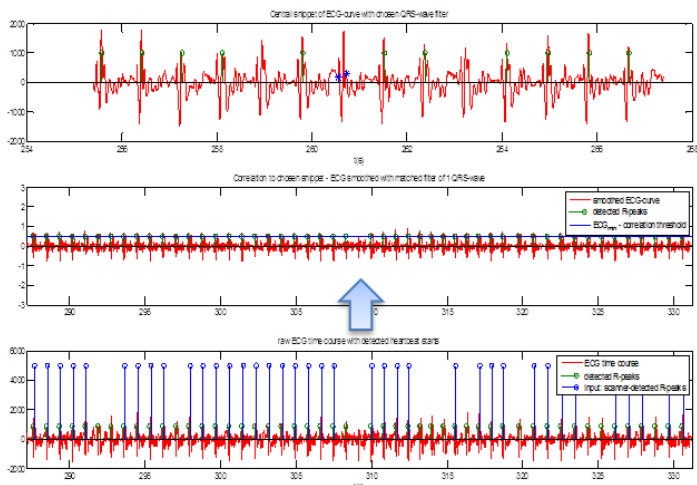 Central snippet of ECG-curve with chosen QRS-wave filter
2000
1000
0
-1000
-2000
254 256 258 260 262 264 266 268
t(s)
Correlation to chosen snippet - ECG smoothed with matched filter of 1 QRS-wave
3
2
1
0
-1
-2
-3
smoothed ECG-curve
detected R-peaks
ECGmin - correlation threshold
290 295 300 305 310 315 320 325 330
raw ECG time course with detected heartbeat starts
6000
4000
2000
0
-2000
ECG time course
detected R-peaks
input: scanner-detected R-peaks
290 295 300 305 310 315 320 325 330